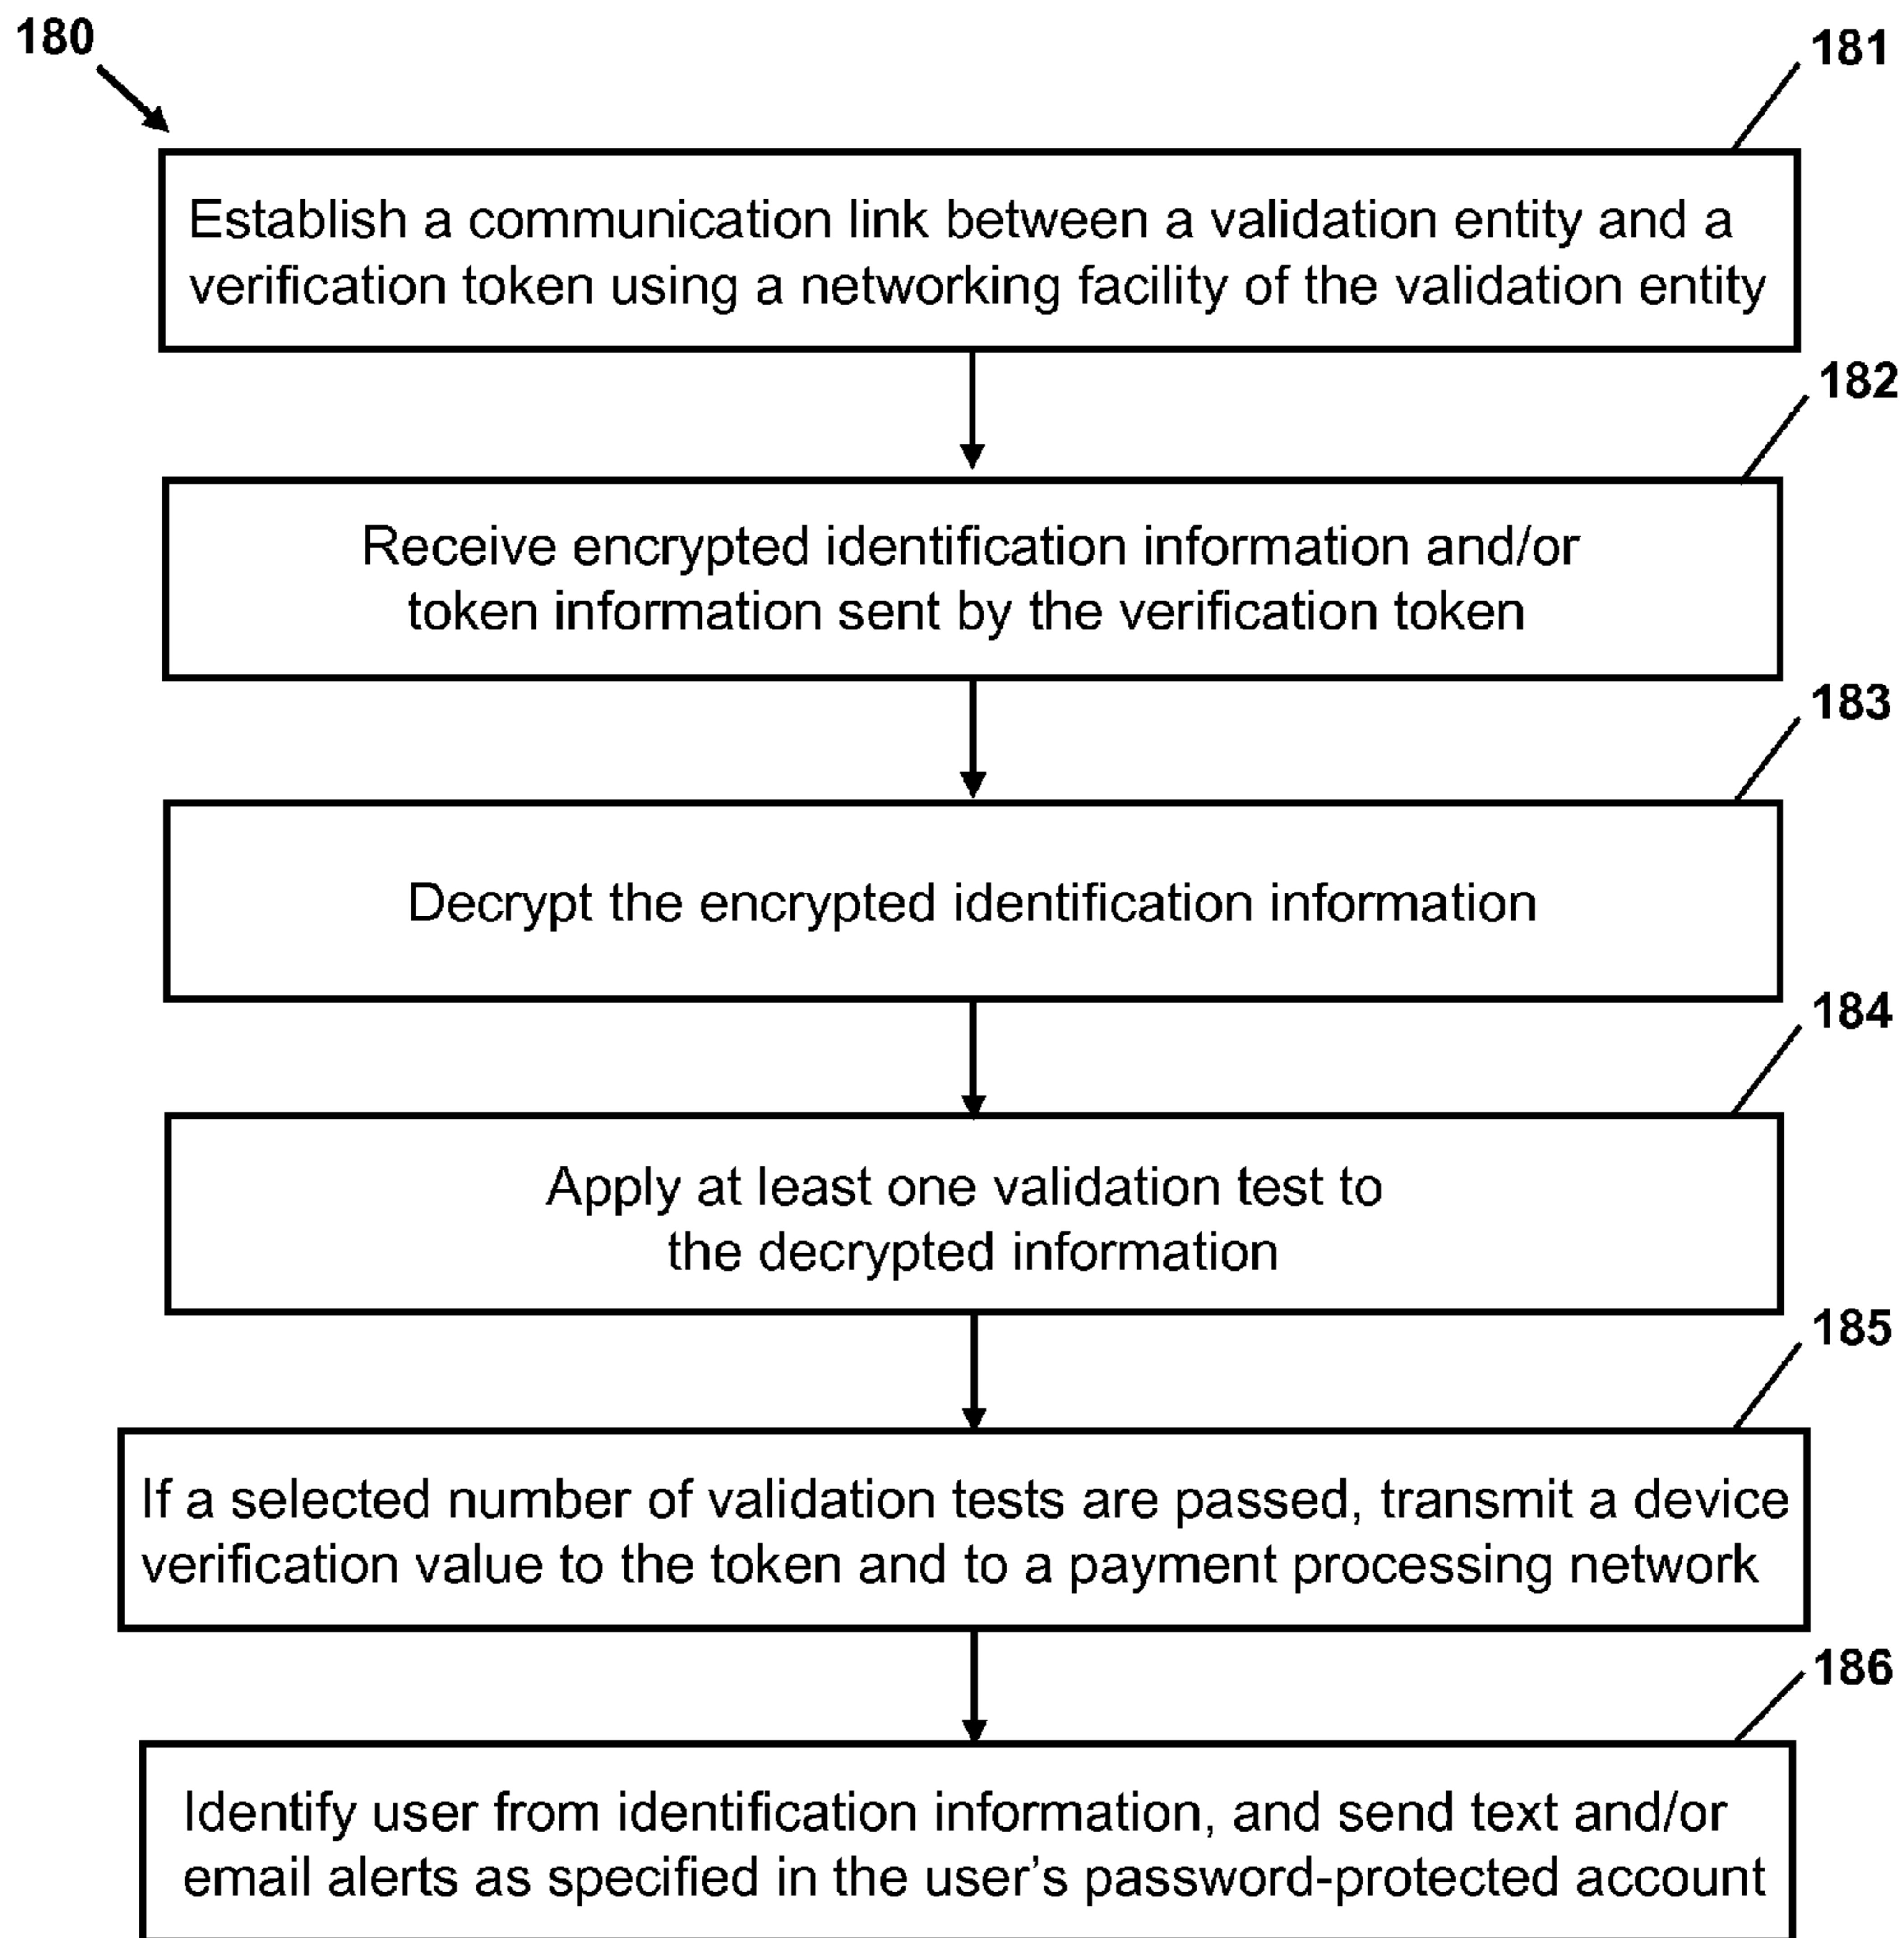 180
181
Establish a communication link between a validation entity and a
verification token using a networking facility of the validation entity
182
Receive encrypted identification information and/or
token information sent by the verification token
183
Decrypt the encrypted identification information
184
Apply at least one validation test to
the decrypted information
185
If a selected number of validation tests are passed, transmit a device
verification value to the token and to a payment processing network
186
Identify user from identification information, and send text and/or
email alerts as specified in the user’s password-protected account